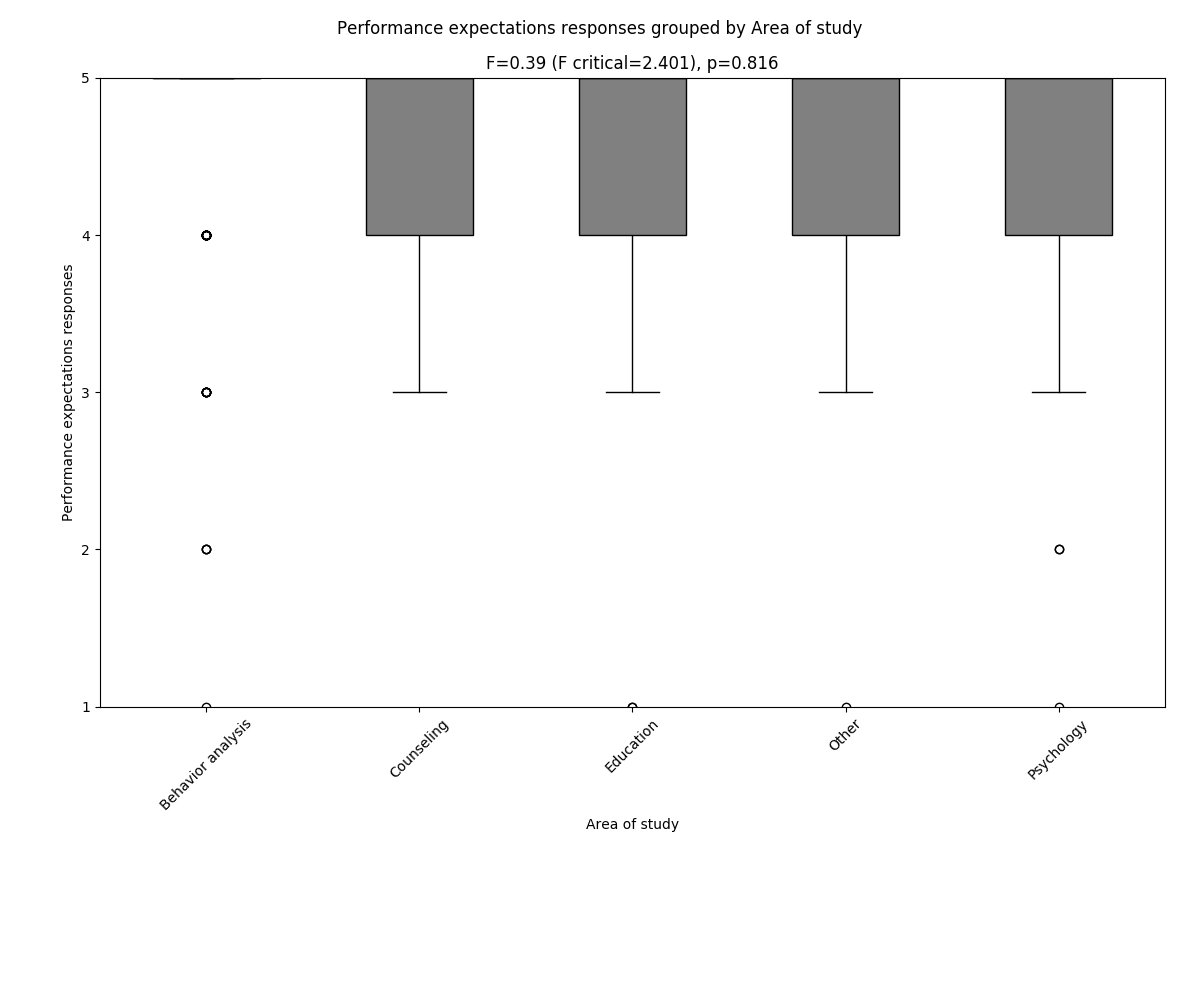 Performance expectations responses grouped by Area of study
F=0.39 (F critical=2.401), p=0.816
5
4
3
2
1
Performance expectations responses
Behavior analysis
Counseling
Education
Other
Psychology
Area of study